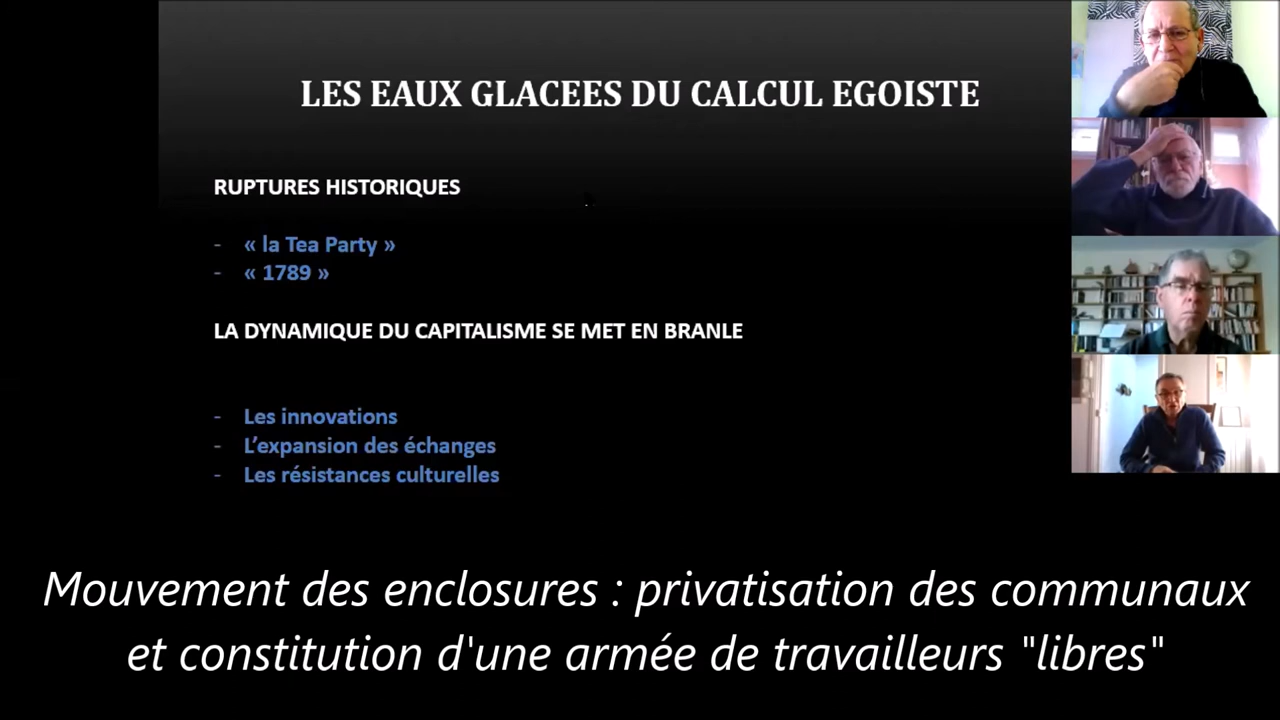 LES EAUX GLACEES DU CALCUL EGOISTE
RUPTURES HISTORIQUES
- « la Tea Party »
- « 1789 »
LA DYNAMIQUE DU CAPITALISME SE MET EN BRANLE
- Les innovations
- L'expansion des échanges
- Les résistances culturelles
Mouvement des enclosures : privatisation des communaux
et constitution d'une armée de travailleurs "libres"